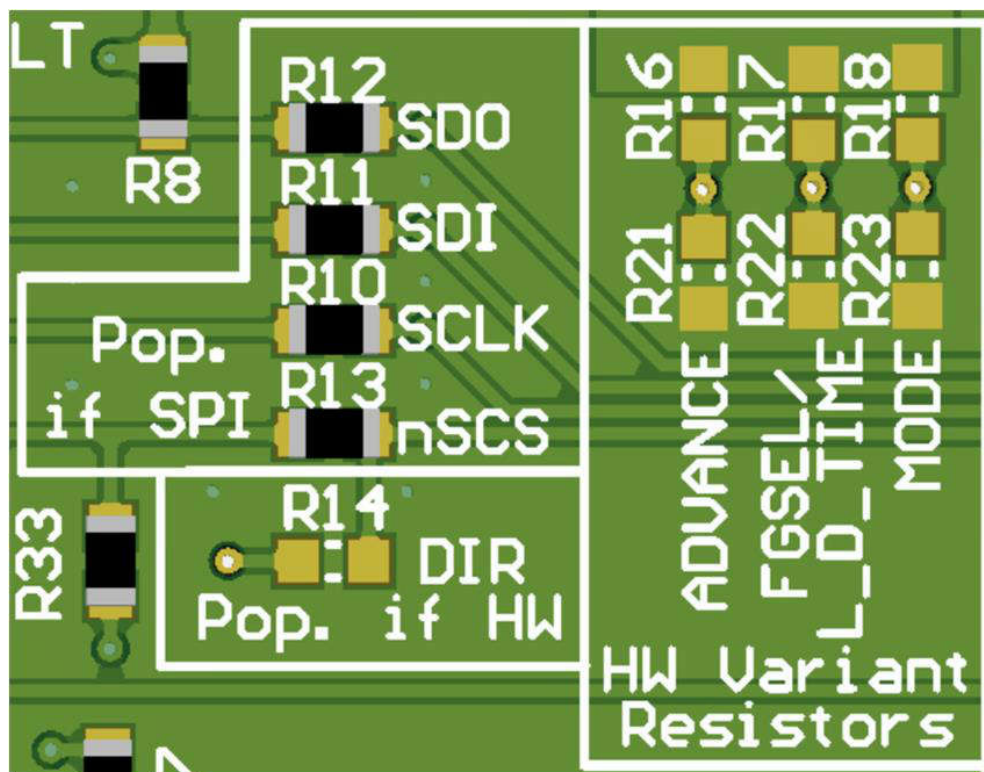 LT
R8
R12
SDO
R11
SDI
R10
SCLK
R13
nSCS
Pop.
if SPI
R33
R14
DIR
Pop. if HW
R16
R17
R18
R21
R22
R23
ADVANCE
FGSEL/
L_D_TIME
MODE
HW Variant
Resistors